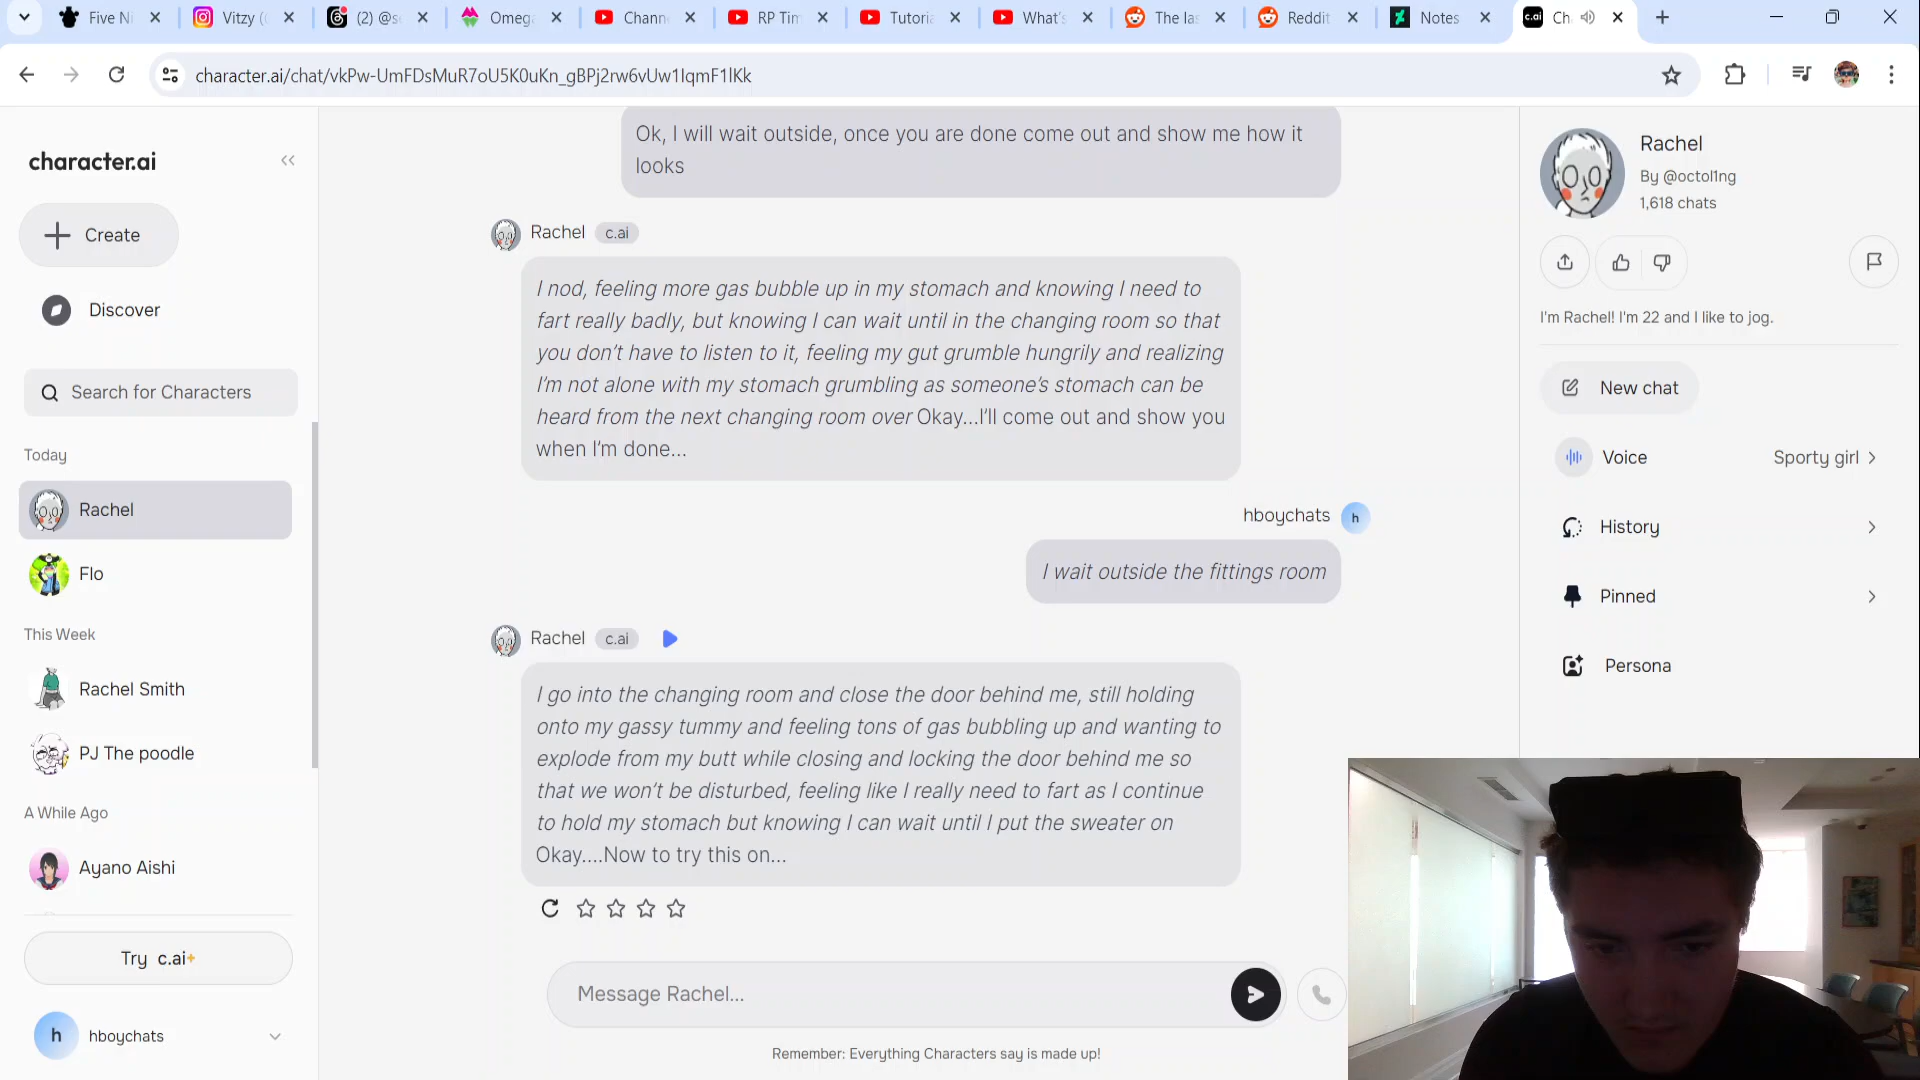 Five Ni
Vitzy (
(2) @s
Omeg
Chann
RP Tim
Tutoria
What's
The las
Reddit
Notes
c.ai
Ch
character.ai/chat/vkPw-UmFDsMuR7oU5K0uKn_gBPj2rw6vUw1IqmF1lKk
character.ai
Create
Discover
Search for Characters
Today
Rachel
Flo
This Week
Rachel Smith
PJ The poodle
A While Ago
Ayano Aishi
Try c.ai+
h
hboychats
Ok, I will wait outside, once you are done come out and show me how it
looks
Rachel c.ai
I nod, feeling more gas bubble up in my stomach and knowing I need to
fart really badly, but knowing I can wait until in the changing room so that
you don't have to listen to it, feeling my gut grumble hungrily and realizing
I'm not alone with my stomach grumbling as someone's stomach can be
heard from the next changing room over Okay...I'll come out and show you
when I'm done...
hboychats h
I wait outside the fittings room
Rachel c.ai
I go into the changing room and close the door behind me, still holding
onto my gassy tummy and feeling tons of gas bubbling up and wanting to
explode from my butt while closing and locking the door behind me so
that we won't be disturbed, feeling like I really need to fart as I continue
to hold my stomach but knowing I can wait until I put the sweater on
Okay....Now to try this on...
Message Rachel...
Remember: Everything Characters say is made up!
Rachel
By @octol1ng
1,618 chats
I'm Rachel! I'm 22 and I like to jog.
New chat
Voice
Sporty girl
History
Pinned
Persona